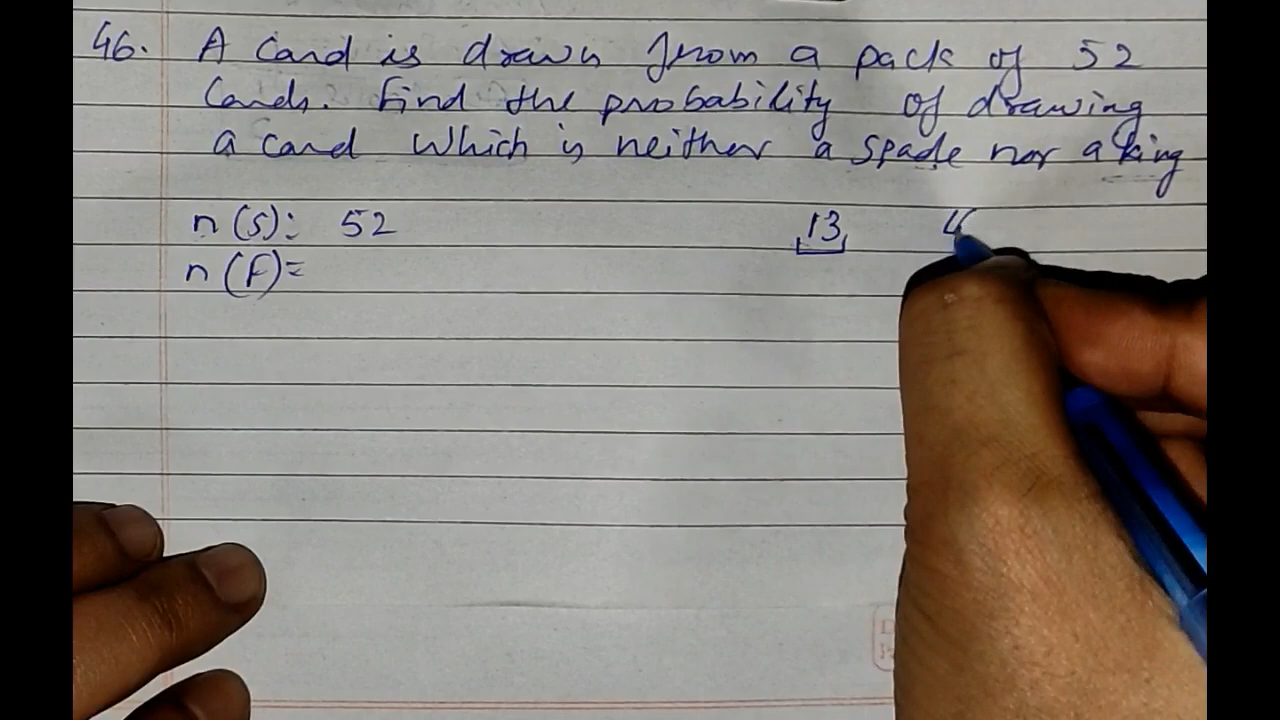 46. A Card is drawn from a pack of 52
Cards. Find the probability of drawing
a card Which is neither a spade nor a king
n(S): 52 13 4
n(F)=